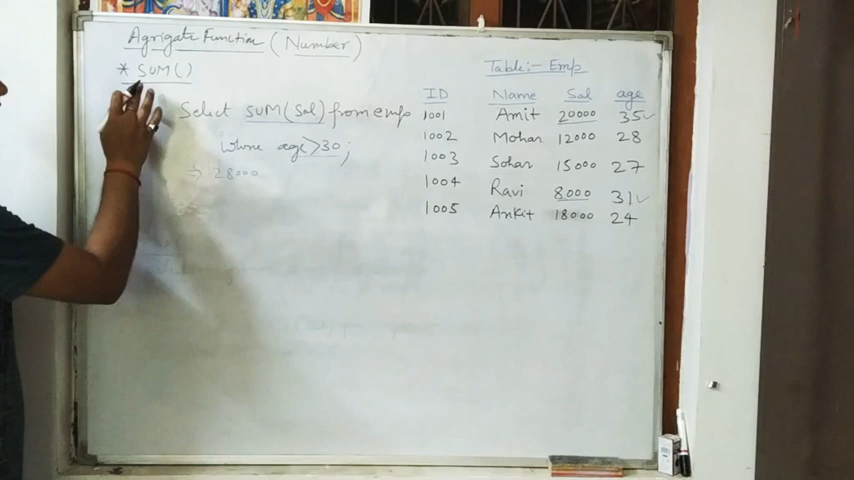 Agrigate Function (Number)
* SUM()
Select SUM(Sal) from emp
Where age>30;
→ 28000
Table:- Emp
ID Name Sal age
1001 Amit 20000 35
1002 Mohan 12000 28
1003 Sohan 15000 27
1004 Ravi 8000 31
1005 Ankit 18000 24